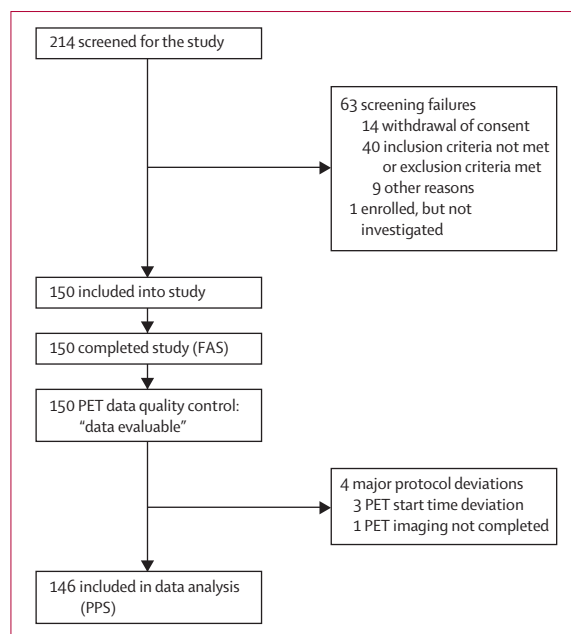 214 screened for the study
63 screening failures
14 withdrawal of consent
40 inclusion criteria not met
or exclusion criteria met
9 other reasons
1 enrolled, but not
investigated
150 included into study
150 completed study (FAS)
150 PET data quality control:
“data evaluable”
4 major protocol deviations
3 PET start time deviation
1 PET imaging not completed
146 included in data analysis
(PPS)